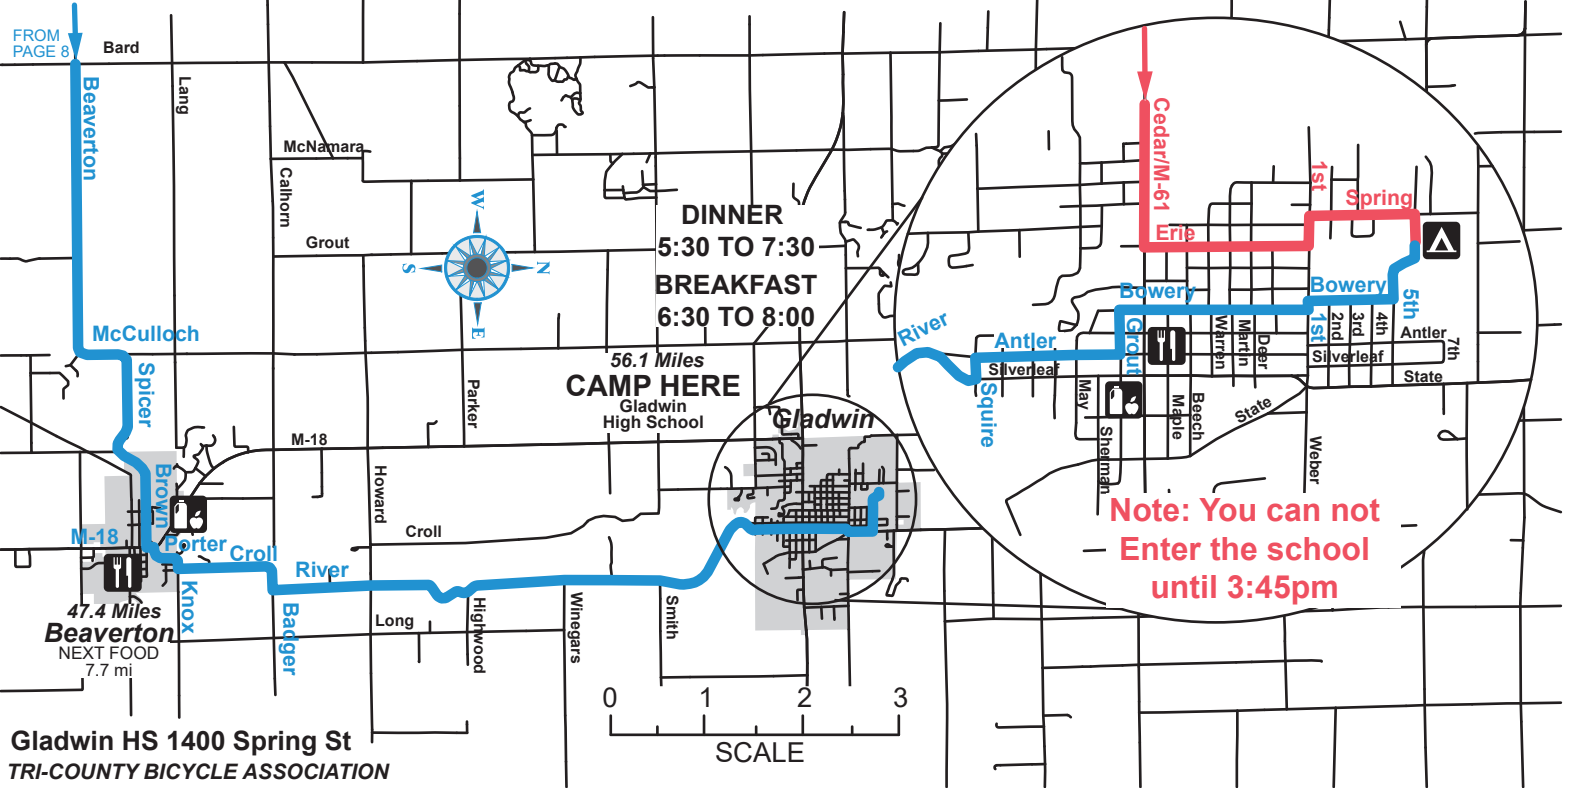 FROM
PAGE 8
Bard
Beaverton
Lang
McNamara
Calhorn
Grout
W
S
N
E
DINNER
5:30 TO 7:30
BREAKFAST
6:30 TO 8:00
McCulloch
Spicer
Parker
56.1 Miles
CAMP HERE
Gladwin
High School
Gladwin
M-18
Brown
Howard
Croll
M-18
Porter
Croll
River
Knox
Badger
Long
Highwood
Winegars
Smith
47.4 Miles
Beaverton
NEXT FOOD
7.7 mi
0
1
2
3
SCALE
Gladwin HS 1400 Spring St
TRI-COUNTY BICYCLE ASSOCIATION
Cedar/M-61
1st
Spring
Erie
Bowery
Bowery
5th
River
Antler
Grout
Silverleaf
Squire
May
Warren
Martin
Deer
1st
2nd
3rd
4th
Antler
7th
Silverleaf
State
State
Sherman
Maple
Beech
Weber
Note: You can not
Enter the school
until 3:45pm